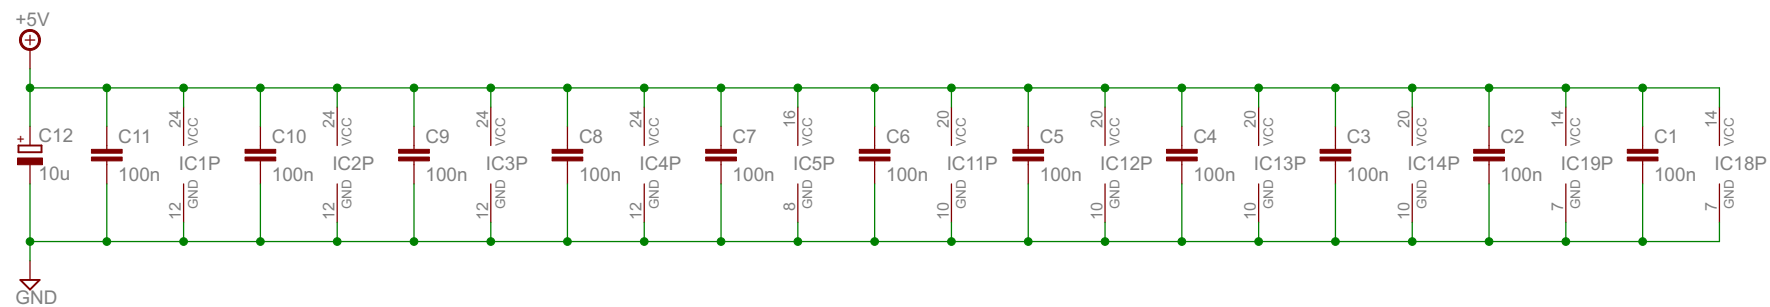 +5V
+
C12
10u
C11
100n
24
VCC
IC1P
12
GND
C10
100n
24
VCC
IC2P
12
GND
C9
100n
24
VCC
IC3P
12
GND
C8
100n
24
VCC
IC4P
12
GND
C7
100n
16
VCC
IC5P
8
GND
C6
100n
20
VCC
IC11P
10
GND
C5
100n
20
VCC
IC12P
10
GND
C4
100n
20
VCC
IC13P
10
GND
C3
100n
20
VCC
IC14P
10
GND
C2
100n
14
VCC
IC19P
7
GND
C1
100n
14
VCC
IC18P
7
GND
GND